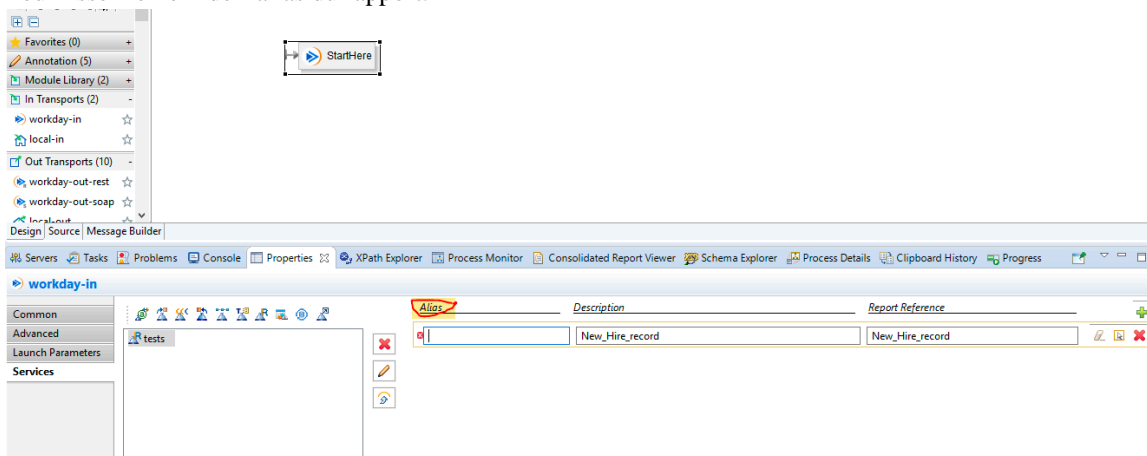 Favorites (0) +
Annotation (5) +
Module Library (2) +
In Transports (2) -
workday-in
local-in
Out Transports (10) -
workday-out-rest
workday-out-soap
local-out
StartHere
Design Source Message Builder
Servers Tasks Problems Console Properties XPath Explorer Process Monitor Consolidated Report Viewer Schema Explorer Process Details Clipboard History Progress
workday-in
Common
Advanced
Launch Parameters
Services
tests
Alias Description Report Reference
New_Hire_record New_Hire_record